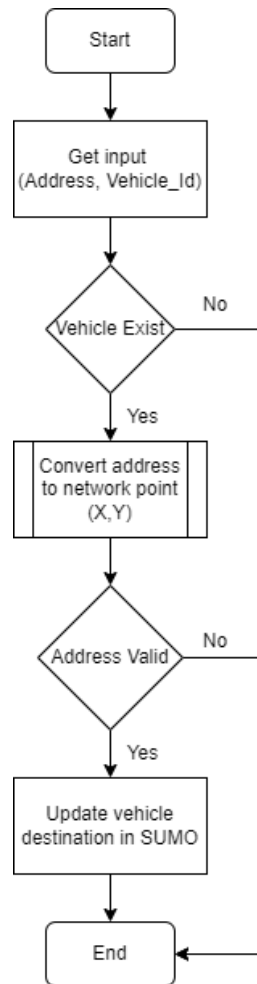 Start
Get input
(Address, Vehicle_Id)
Vehicle Exist
No
Yes
Convert address
to network point
(X,Y)
Address Valid
No
Yes
Update vehicle
destination in SUMO
End